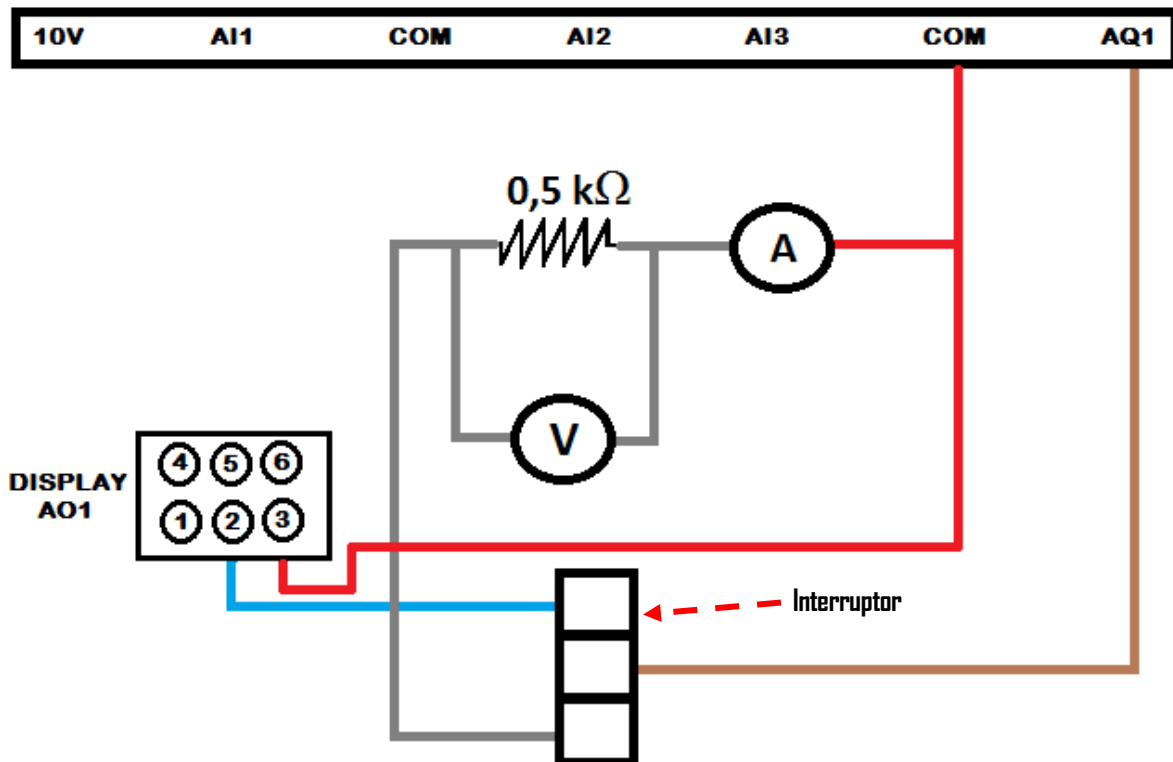 10V AI1 COM AI2 AI3 COM AQ1
0,5 kΩ
A
V
4 5 6
DISPLAY
AO1
1 2 3
Interruptor